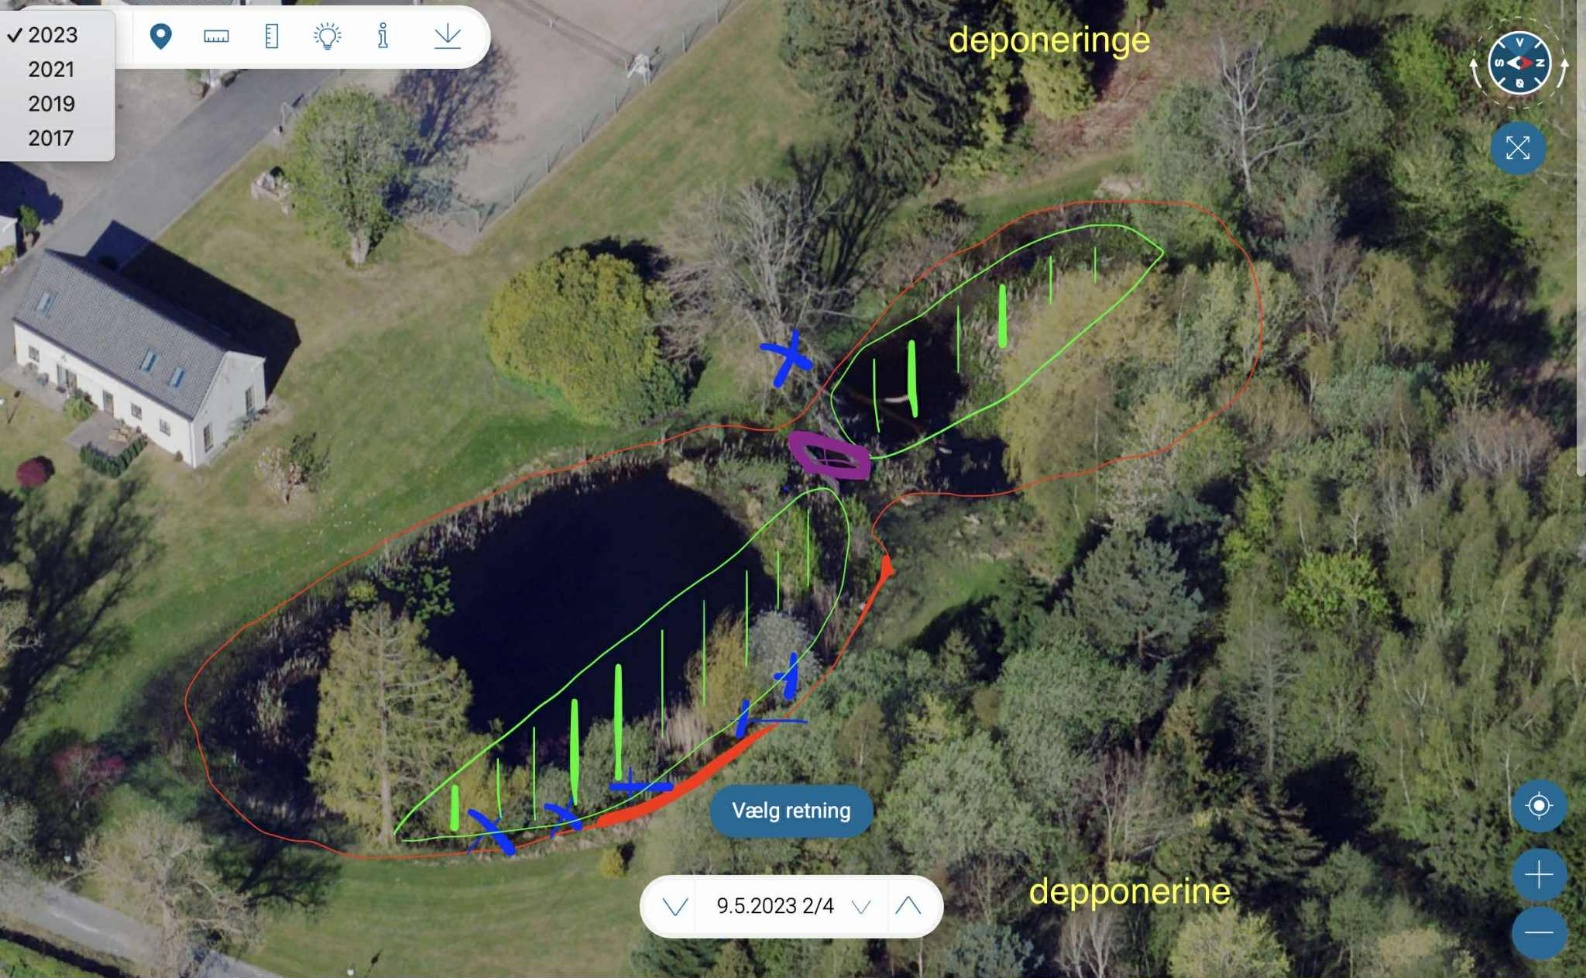 2023
2021
2019
2017
deponeringe
V
S N
Ø
Vælg retning
9.5.2023 2/4
depponerine